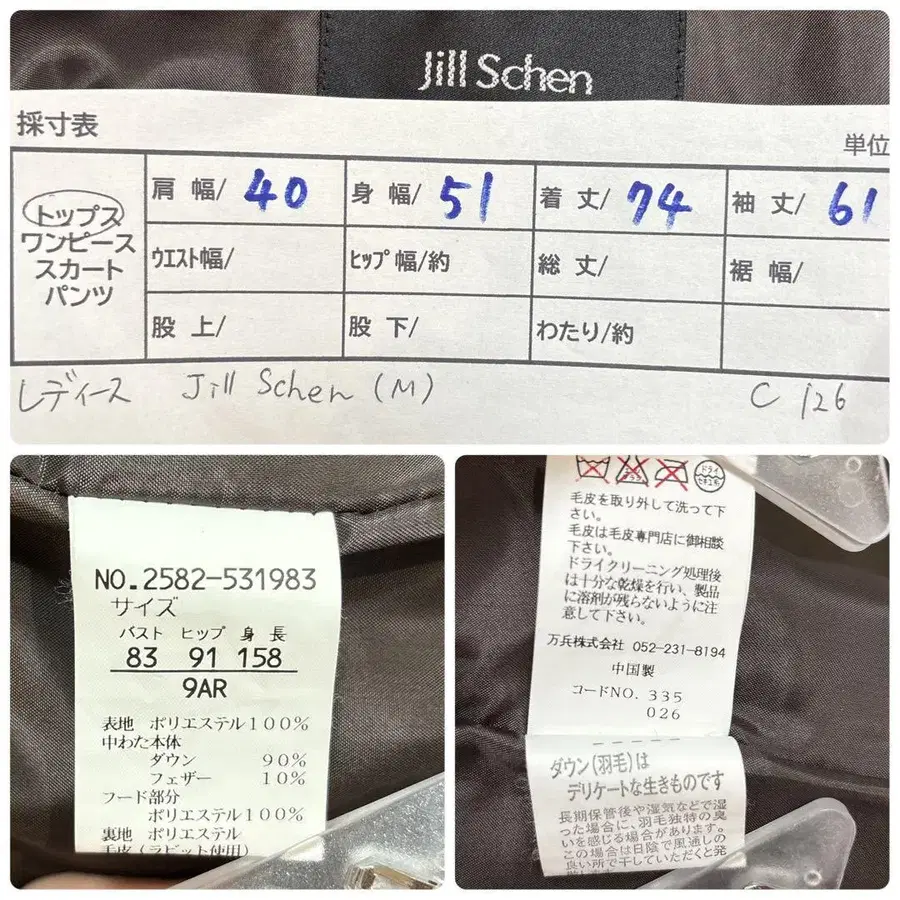 Jill Schen
採寸表
単位
トップス
ワンピース
スカート
パンツ
肩 幅/ 40
身 幅/ 51
着 丈/ 74
袖 丈/ 61
ウエスト幅/
ヒップ 幅/約
総 丈/
裾 幅/
股 上/
股 下/
わたり/約
レディース Jill Schen (M) C 126
NO.2582-531983
サイズ
バスト ヒップ 身 長
83 91 158
9AR
表地 ポリエステル100%
中わた本体
ダウン 90%
フェザー 10%
フード部分
ポリエステル100%
裏地 ポリエステル
毛皮(ラビット使用)
ドライ
セキユ系
毛皮を取り外して洗って下
さい。
毛皮は毛皮専門店に御相談
下さい。
ドライクリーニング処理後
は十分な乾燥を行い、製品
に溶剤が残らないように注
意して下さい。
万兵株式会社 052-231-8194
中国製
コードNO. 335
026
ダウン(羽毛)は
デリケートな生きものです
長期保管後や湿気などで湿
った場合に、羽毛独特の臭
いを感じる場合があります。
この場合は日陰で風通しの
良い所で干していただくと発